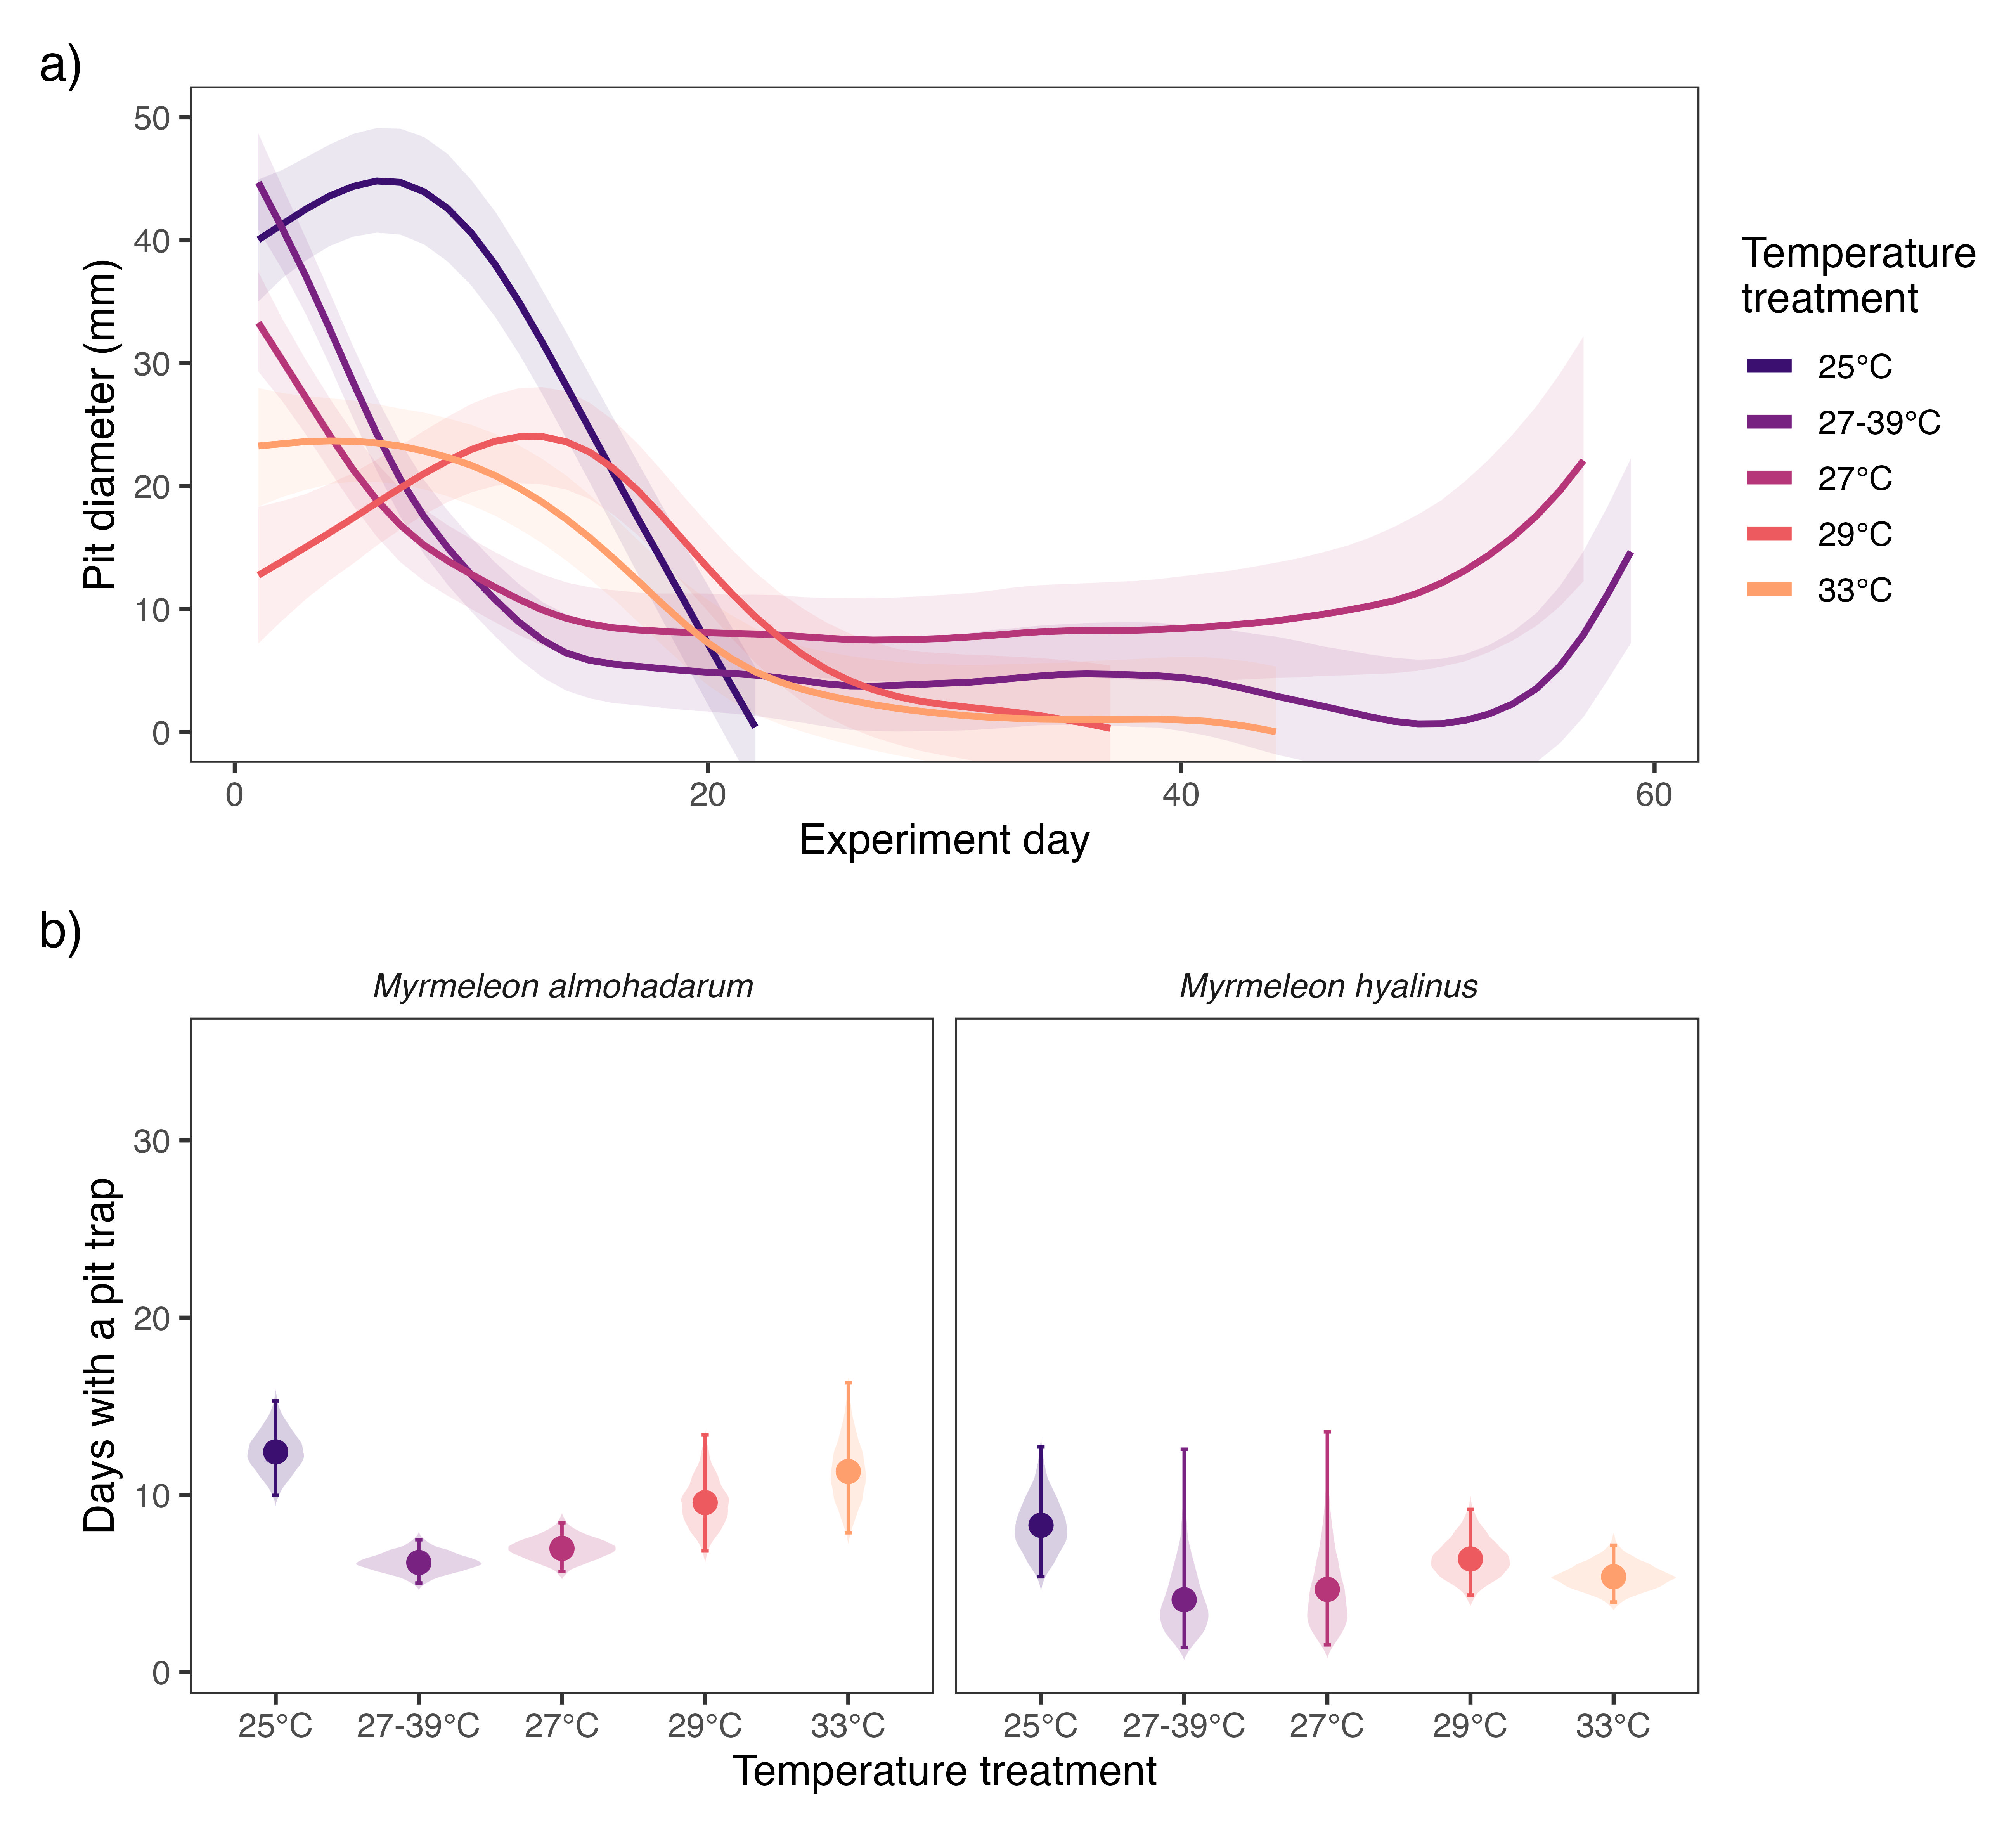 a)
50
40
30
20
10
0
Pit diameter (mm)
0 20 40 60
Experiment day
Temperature
treatment
25°C
27-39°C
27°C
29°C
33°C
b)
Myrmeleon almohadarum Myrmeleon hyalinus
30
20
10
0
Days with a pit trap
25°C 27-39°C 27°C 29°C 33°C 25°C 27-39°C 27°C 29°C 33°C
Temperature treatment